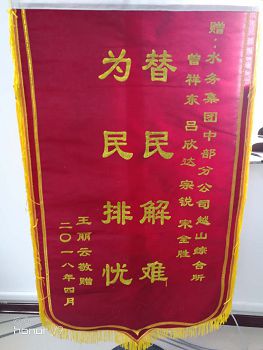 赠:水务集团中部分公司越山综合所
曾祥东 吕欣达 宗锐 宋金胜
替民解难
为民排忧
王丽云敬赠
二〇一八年四月
honor V9